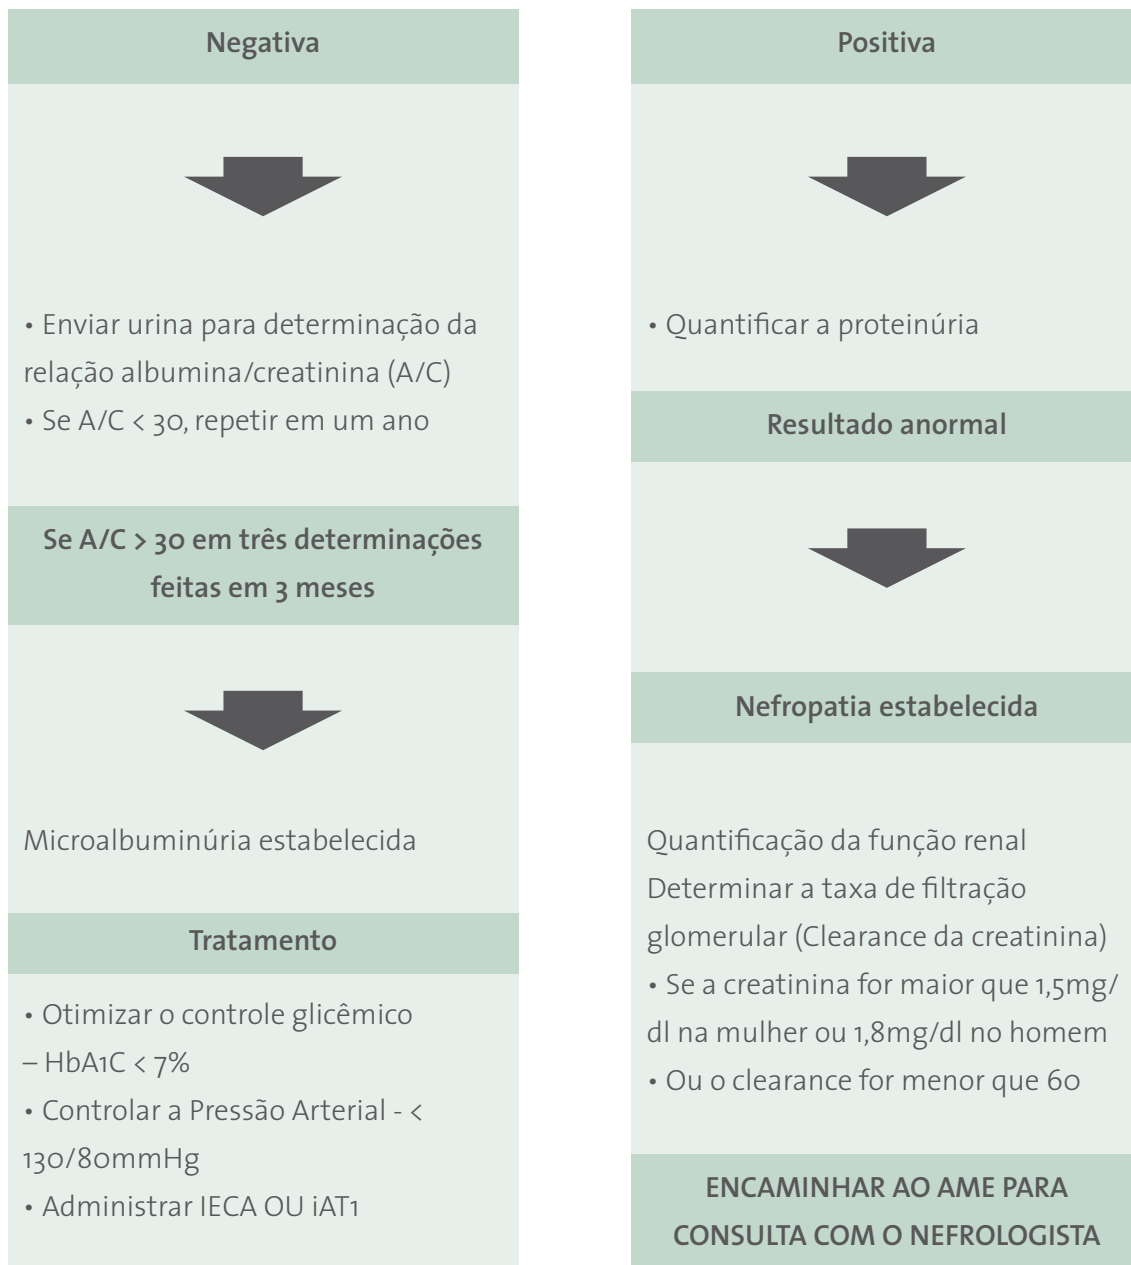 Negativa
• Enviar urina para determinação da
relação albumina/creatinina (A/C)
• Se A/C < 30, repetir em um ano
Se A/C > 30 em três determinações
feitas em 3 meses
Microalbuminúria estabelecida
Tratamento
• Otimizar o controle glicêmico
– HbA1C < 7%
• Controlar a Pressão Arterial - <
130/80mmHg
• Administrar IECA OU iAT1
Positiva
• Quantificar a proteinúria
Resultado anormal
Nefropatia estabelecida
Quantificação da função renal
Determinar a taxa de filtração
glomerular (Clearance da creatinina)
• Se a creatinina for maior que 1,5mg/
dl na mulher ou 1,8mg/dl no homem
• Ou o clearance for menor que 60
ENCAMINHAR AO AME PARA
CONSULTA COM O NEFROLOGISTA